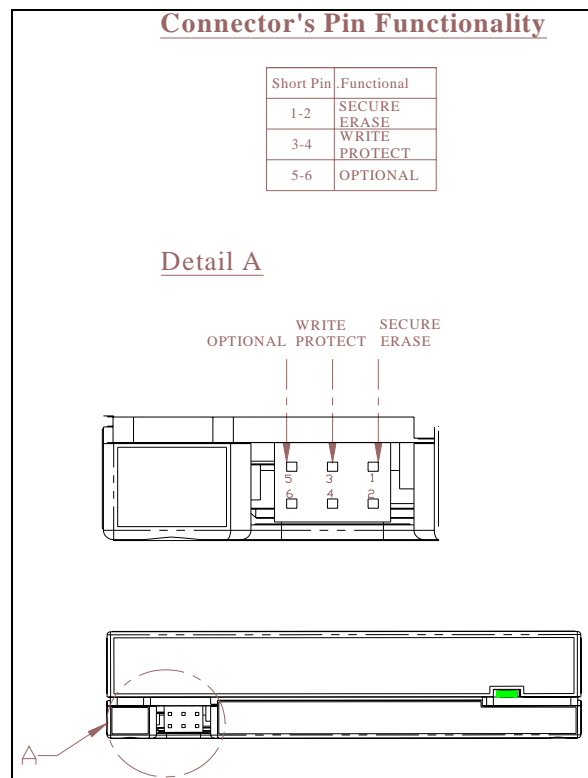 Connector's Pin Functionality
Short Pin .Functional
1-2 SECURE
ERASE
3-4 WRITE
PROTECT
5-6 OPTIONAL
Detail A
WRITE SECURE
OPTIONAL PROTECT ERASE
5 3 1
6 4 2
A